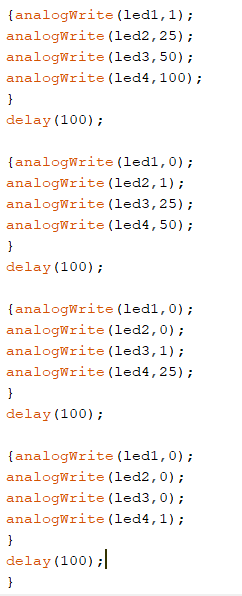 {analogWrite(led1,1);
analogWrite(led2,25);
analogWrite(led3,50);
analogWrite(led4,100);
}
delay(100);
{analogWrite(led1,0);
analogWrite(led2,1);
analogWrite(led3,25);
analogWrite(led4,50);
}
delay(100);
{analogWrite(led1,0);
analogWrite(led2,0);
analogWrite(led3,1);
analogWrite(led4,25);
}
delay(100);
{analogWrite(led1,0);
analogWrite(led2,0);
analogWrite(led3,0);
analogWrite(led4,1);
}
delay(100);
}